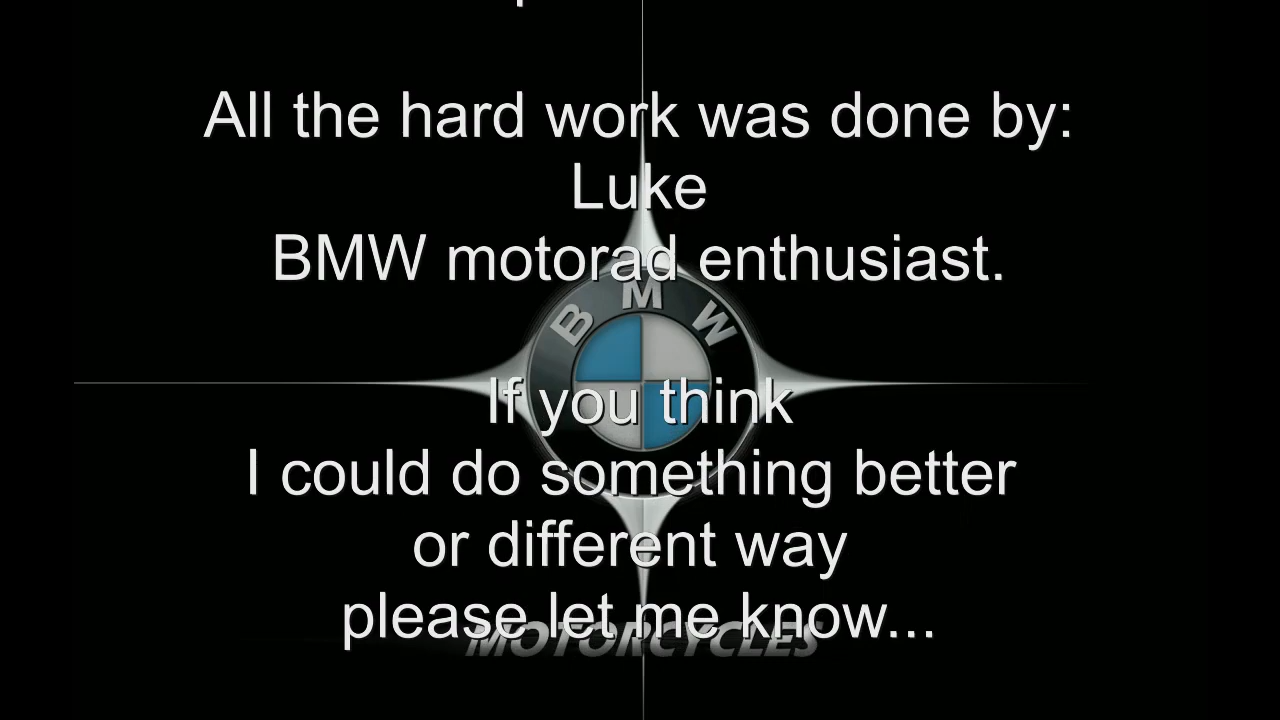 All the hard work was done by:
Luke
BMW motorad enthusiast.
BMW
If you think
I could do something better
or different way
please let me know...
MOTORCYCLES